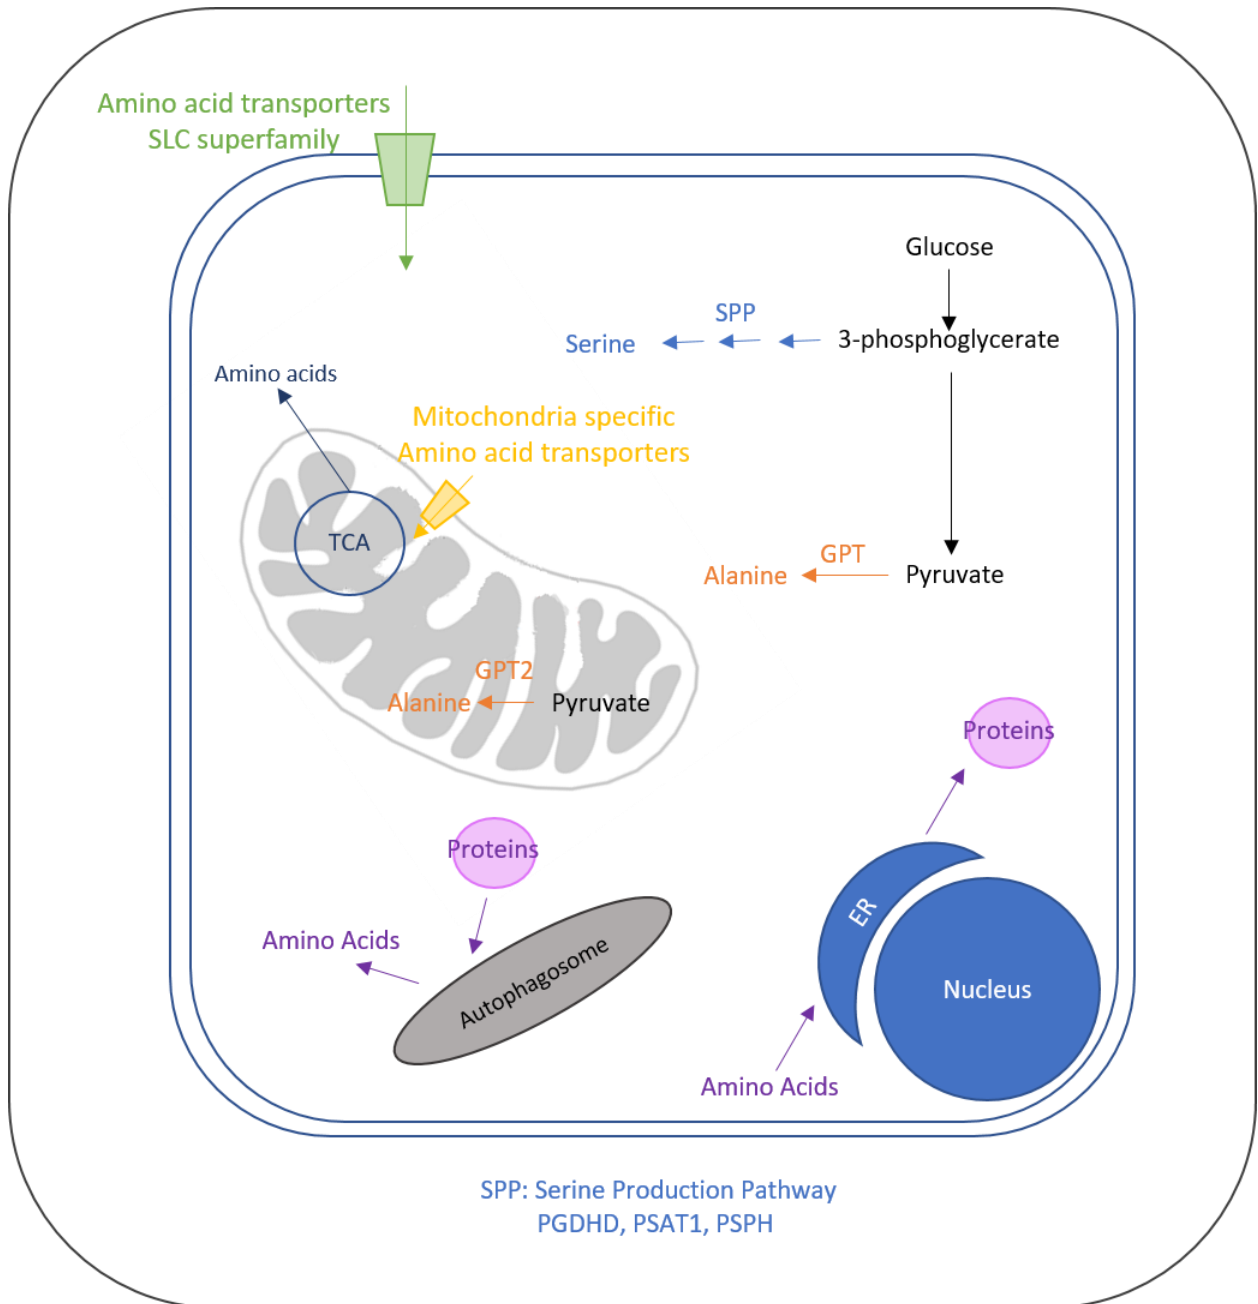 Amino acid transporters
SLC superfamily
Glucose
SPP
Serine
3-phosphoglycerate
Amino acids
Mitochondria specific
Amino acid transporters
TCA
GPT
Alanine
Pyruvate
GPT2
Alanine
Pyruvate
Proteins
Proteins
ER
Amino Acids
Autophagosome
Nucleus
Amino Acids
SPP: Serine Production Pathway
PGDHD, PSAT1, PSPH